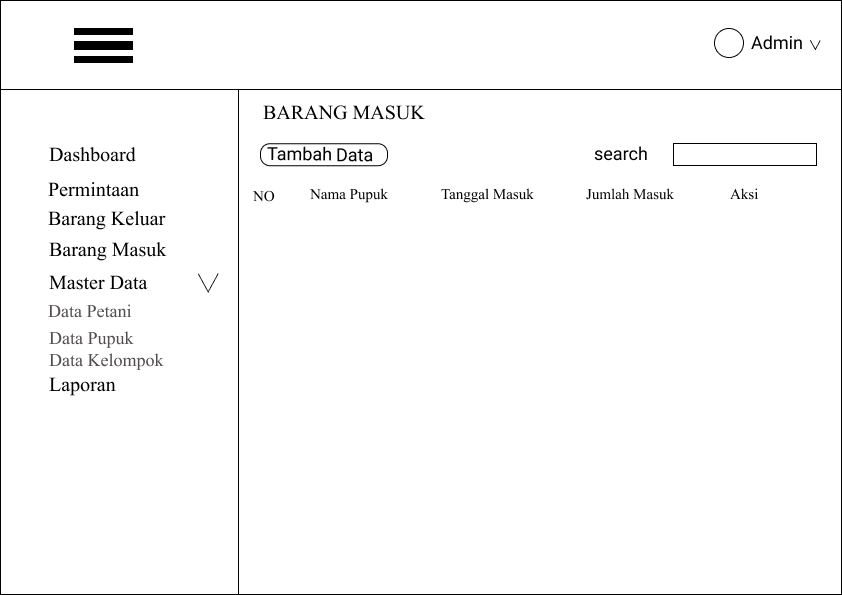 Admin
Dashboard
Permintaan
Barang Keluar
Barang Masuk
Master Data
Data Petani
Data Pupuk
Data Kelompok
Laporan
BARANG MASUK
Tambah Data
search
NO Nama Pupuk Tanggal Masuk Jumlah Masuk Aksi